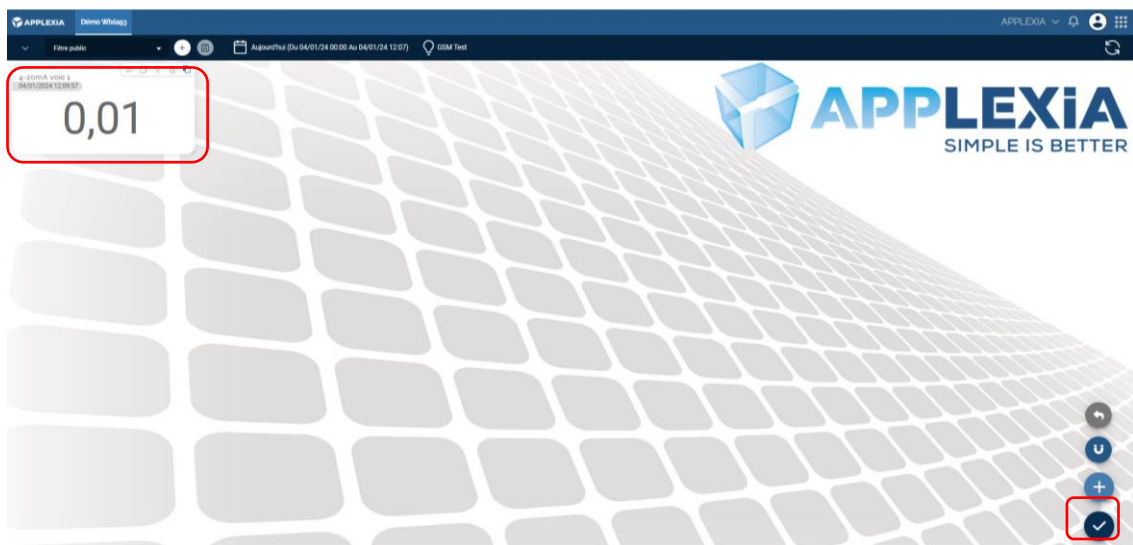 APPLEXIA Démo Wbila93 APPLEXIA
Filtre public Aujourd'hui (Du 04/01/24 00:00 Au 04/01/24 12:07) GSM Test
4-20mA voie 1
04/01/2024 12:09:57
0,01
APPLEXiA
SIMPLE IS BETTER